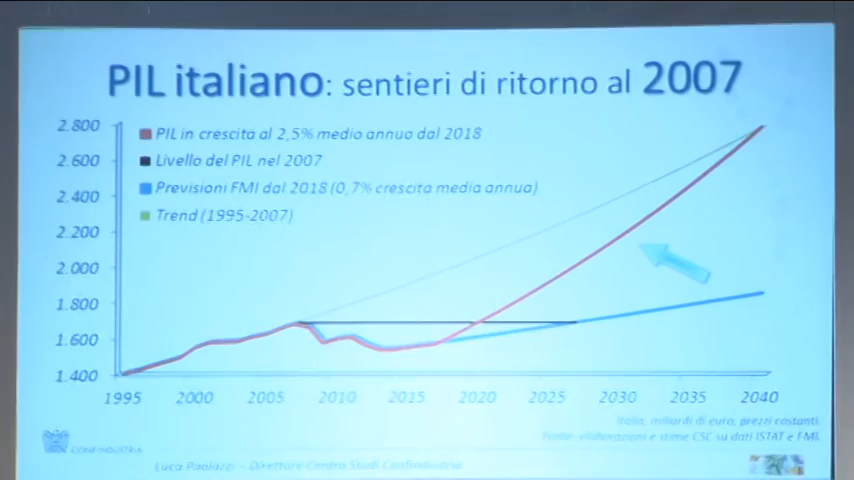 PIL italiano: sentieri di ritorno al 2007
2.800
2.600
2.400
2.200
2.000
1.800
1.600
1.400
PIL in crescita al 2,5% medio annuo dal 2018
Livello del PIL nel 2007
Previsioni FMI dal 2018 (0,7% crescita media annua)
Trend (1995-2007)
1995 2000 2005 2010 2015 2020 2025 2030 2035 2040
Italia, miliardi di euro, prezzi costanti.
Fonte: elaborazioni e stime CSC su dati ISTAT e FMI.
CONFINDUSTRIA
Luca Paolazzi – Direttore Centro Studi Confindustria